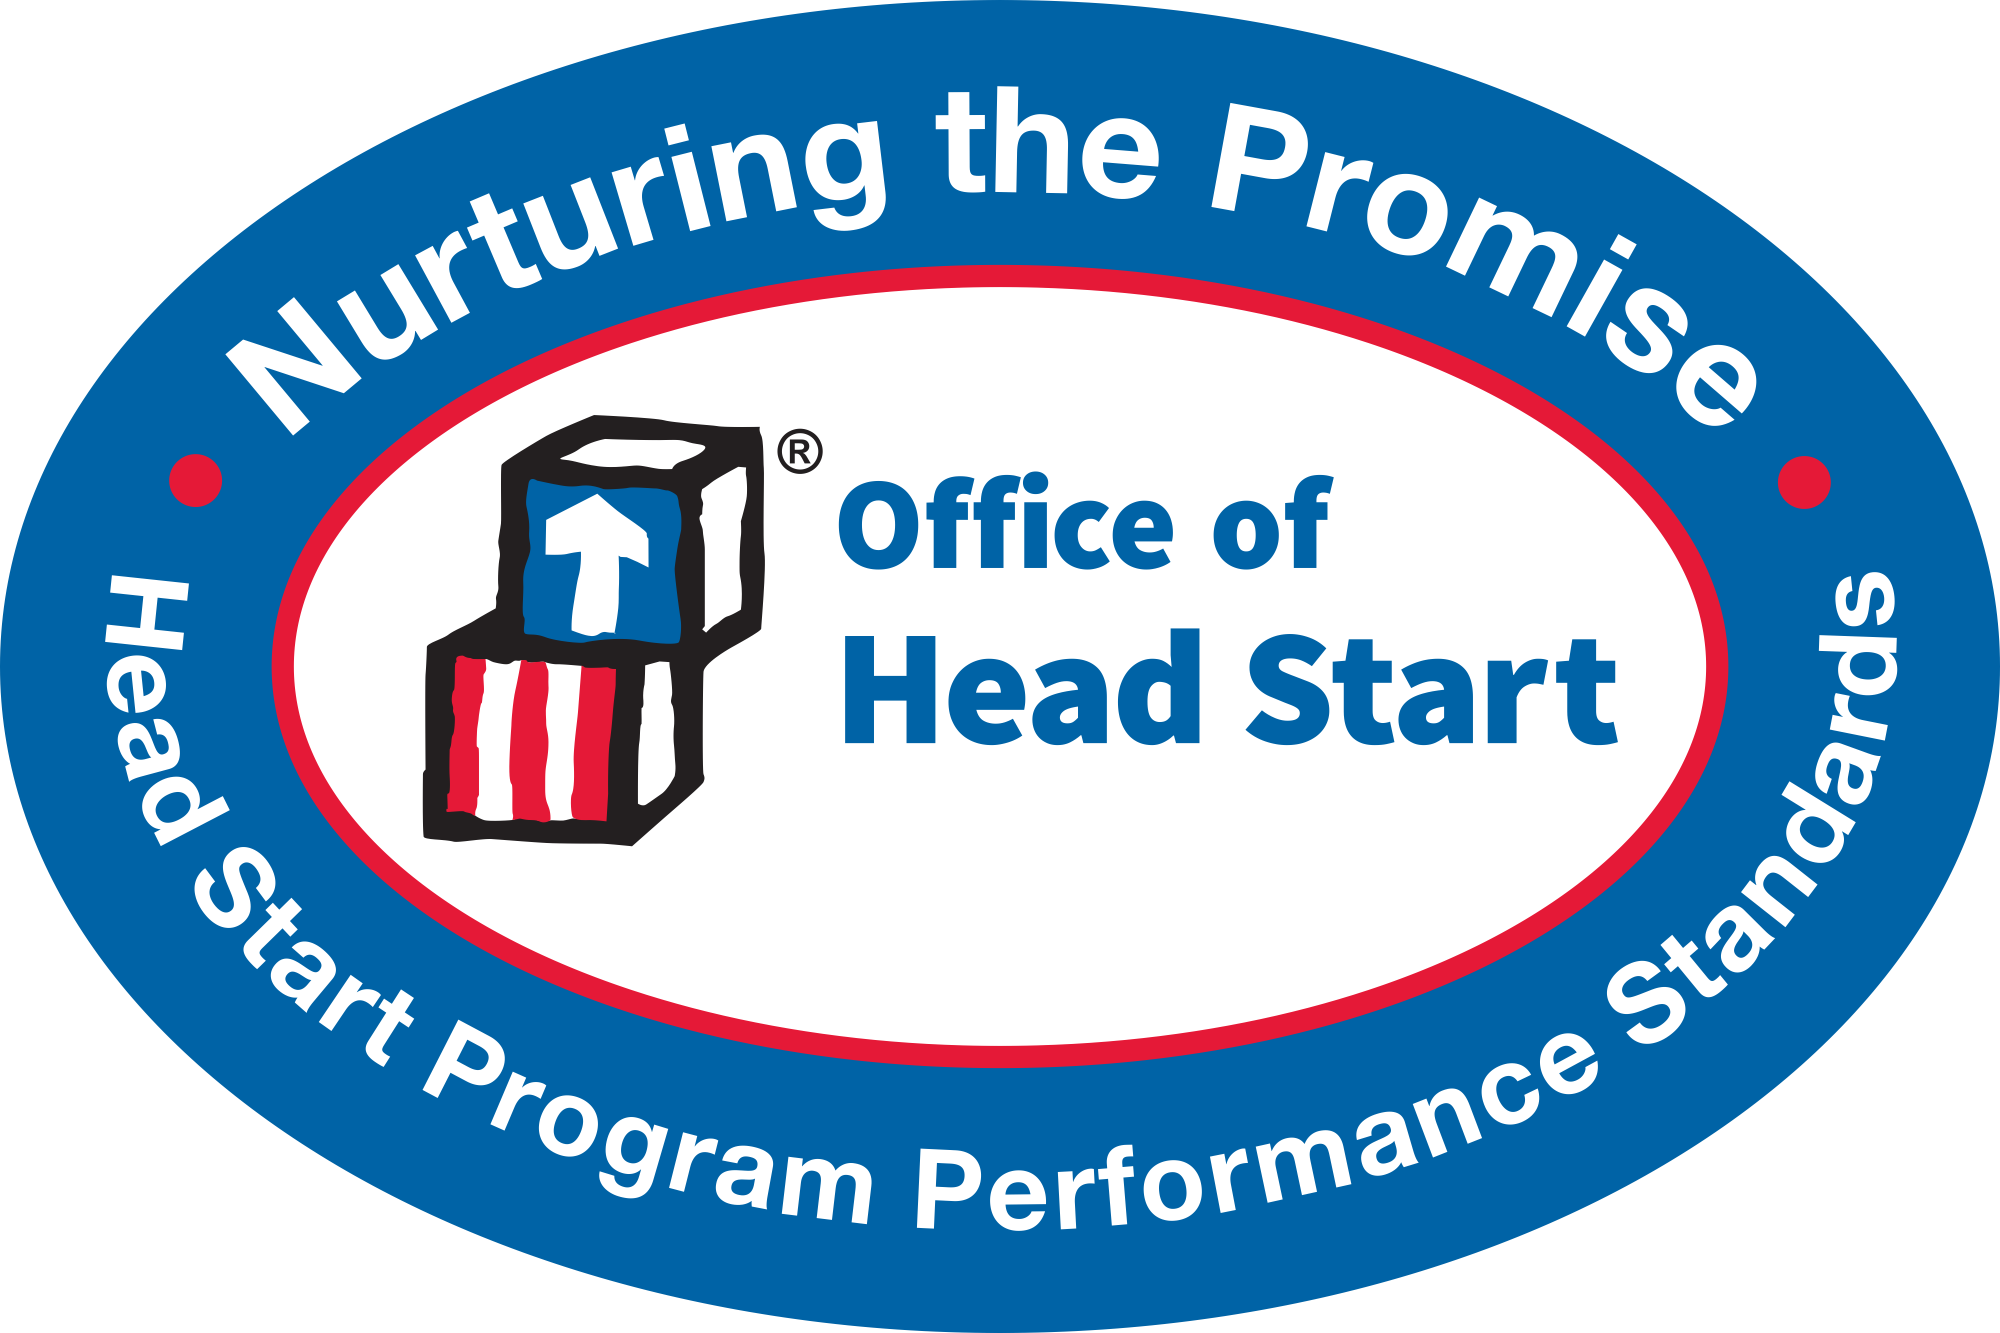 Nurturing the Promise
®
Office of
Head Start
Head Start Program Performance Standards